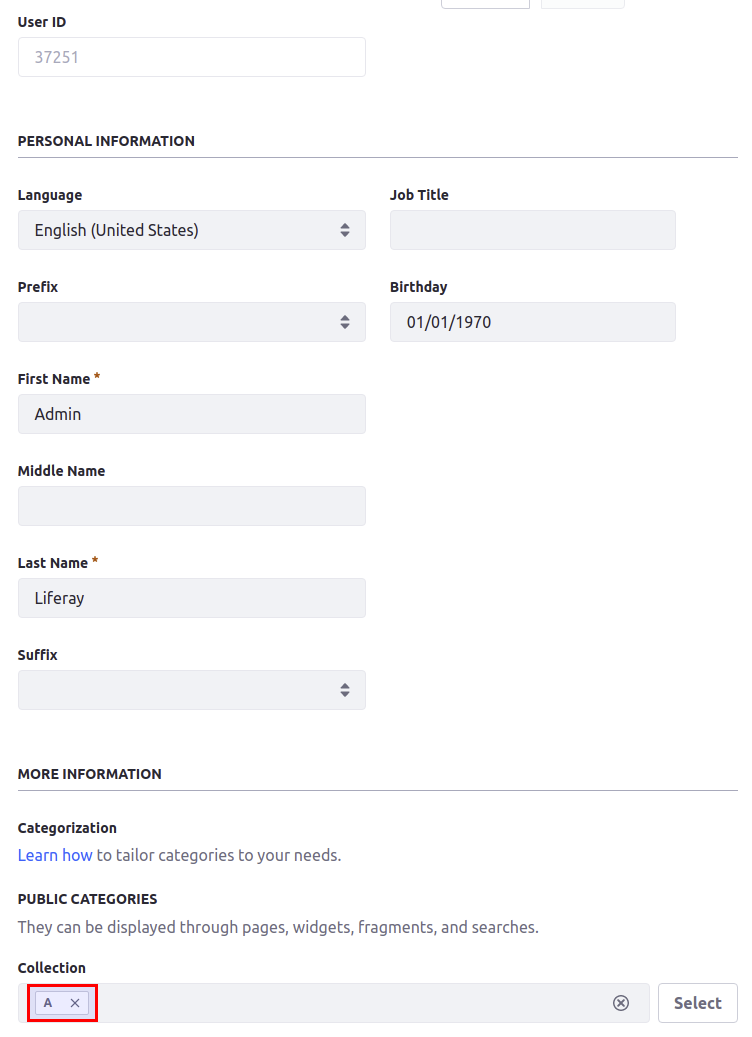 User ID
37251
PERSONAL INFORMATION
Language
Job Title
English (United States)
Prefix
Birthday
01/01/1970
First Name *
Admin
Middle Name
Last Name *
Liferay
Suffix
MORE INFORMATION
Categorization
Learn how to tailor categories to your needs.
PUBLIC CATEGORIES
They can be displayed through pages, widgets, fragments, and searches.
Collection
A
Select